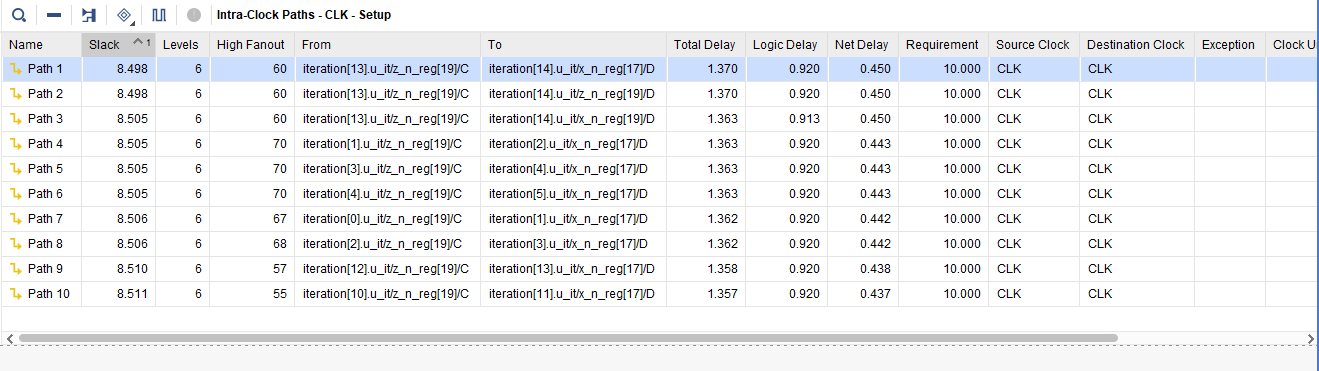 Intra-Clock Paths - CLK - Setup
Name Slack 1 Levels High Fanout From To Total Delay Logic Delay Net Delay Requirement Source Clock Destination Clock Exception Clock Un
Path 1 8.498 6 60 iteration[13].u_it/z_n_reg[19]/C iteration[14].u_it/x_n_reg[17]/D 1.370 0.920 0.450 10.000 CLK CLK
Path 2 8.498 6 60 iteration[13].u_it/z_n_reg[19]/C iteration[14].u_it/z_n_reg[19]/D 1.370 0.920 0.450 10.000 CLK CLK
Path 3 8.505 6 60 iteration[13].u_it/z_n_reg[19]/C iteration[14].u_it/x_n_reg[19]/D 1.363 0.913 0.450 10.000 CLK CLK
Path 4 8.505 6 70 iteration[1].u_it/z_n_reg[19]/C iteration[2].u_it/x_n_reg[17]/D 1.363 0.920 0.443 10.000 CLK CLK
Path 5 8.505 6 70 iteration[3].u_it/z_n_reg[19]/C iteration[4].u_it/x_n_reg[17]/D 1.363 0.920 0.443 10.000 CLK CLK
Path 6 8.505 6 70 iteration[4].u_it/z_n_reg[19]/C iteration[5].u_it/x_n_reg[17]/D 1.363 0.920 0.443 10.000 CLK CLK
Path 7 8.506 6 67 iteration[0].u_it/z_n_reg[19]/C iteration[1].u_it/x_n_reg[17]/D 1.362 0.920 0.442 10.000 CLK CLK
Path 8 8.506 6 68 iteration[2].u_it/z_n_reg[19]/C iteration[3].u_it/x_n_reg[17]/D 1.362 0.920 0.442 10.000 CLK CLK
Path 9 8.510 6 57 iteration[12].u_it/z_n_reg[19]/C iteration[13].u_it/x_n_reg[17]/D 1.358 0.920 0.438 10.000 CLK CLK
Path 10 8.511 6 55 iteration[10].u_it/z_n_reg[19]/C iteration[11].u_it/x_n_reg[17]/D 1.357 0.920 0.437 10.000 CLK CLK